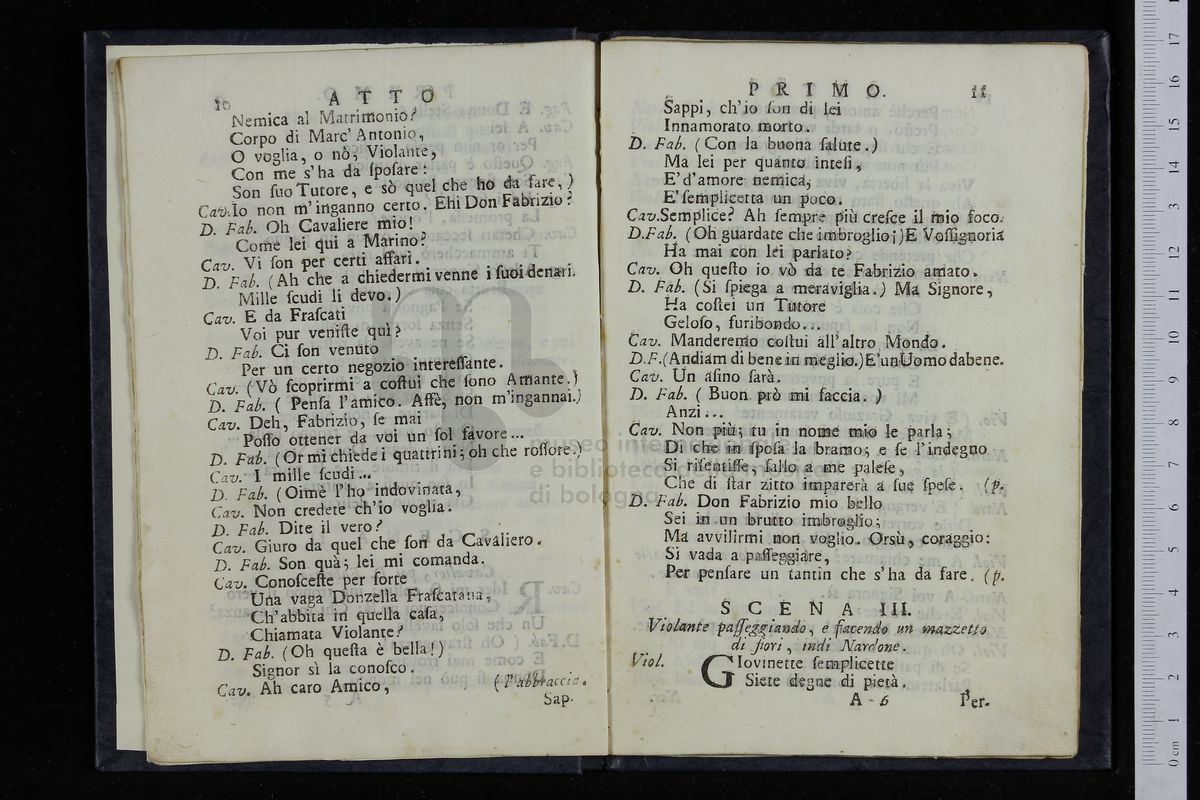 10 ATTO
Nemica al Matrimonio?
Corpo di Marc' Antonio,
O voglia, o nò, Violante,
Con me s'ha da ſpoſare:
Son ſuo Tutore, e sò quel che ho da fare.)
Cav. Io non m'inganno certo. Ehi Don Fabrizio?
D. Fab. Oh Cavaliere mio!
Come lei qui a Marino?
Cav. Vi ſon per certi affari.
D. Fab. (Ah che a chiedermi venne i ſuoi denari.
Mille ſcudi li devo.)
Cav. E da Fraſcati
Voi pur veniſte quì?
D. Fab. Ci ſon venuto
Per un certo negozio intereſſante.
Cav. (Vò ſcoprirmi a coſtui che ſono Amante.)
D. Fab. ( Penſa l'amico. Affè, non m'ingannai.)
Cav. Deh, Fabrizio, ſe mai
Poſſo ottener da voi un ſol favore...
D. Fab. (Or mi chiede i quattrini; oh che roſſore.)
Cav. I mille ſcudi...
D. Fab. (Oimè l'ho indovinata,
Cav. Non credete ch'io voglia.
D. Fab. Dite il vero?
Cav. Giuro da quel che ſon da Cavaliero.
D. Fab. Son quà; lei mi comanda.
Cav. Conoſceſte per ſorte
Una vaga Donzella Fraſcatana,
Ch'abbita in quella caſa,
Chiamata Violante?
D. Fab. (Oh queſta è bella!)
Signor sì la conoſco.
Cav. Ah caro Amico, (l'abbraccia.
Sap-
PRIMO. 11
Sappi, ch'io ſon di lei
Innamorato morto.
D. Fab. (Con la buona ſalute.)
Ma lei per quanto inteſi,
E' d'amore nemica,
E' ſemplicetta un poco.
Cav. Semplice? Ah ſempre più creſce il mio foco.
D. Fab. (Oh guardate che imbroglio;) E Voſſignoria
Ha mai con lei parlato?
Cav. Oh queſto io vò da te Fabrizio amato.
D. Fab. (Si ſpiega a meraviglia.) Ma Signore,
Ha coſtei un Tutore
Geloſo, furibondo...
Cav. Manderemo coſtui all'altro Mondo.
D. F. (Andiam di bene in meglio.) E' un Uomo dabene.
Cav. Un aſino ſarà.
D. Fab. ( Buon prò mi faccia. )
Anzi...
Cav. Non più; tu in nome mio le parla;
Di che in ſpoſa la bramo; e ſe l'indegno
Si riſentiſſe, fallo a me paleſe,
Che di ſtar zitto imparerà a ſue ſpeſe. (p.
D. Fab. Don Fabrizio mio bello
Sei in un brutto imbroglio;
Ma avvilirmi non voglio. Orsù, coraggio:
Si vada a paſſeggiare,
Per penſare un tantin che s'ha da fare. (p.
SCENA III.
Violante paſſeggiando, e facendo un mazzetto
di fiori, indi Nardone.
Viol. GIovinette ſemplicette
Siete degne di pietà.
A 6 Per-
museo internazionale
e biblioteca della musica
di bologna